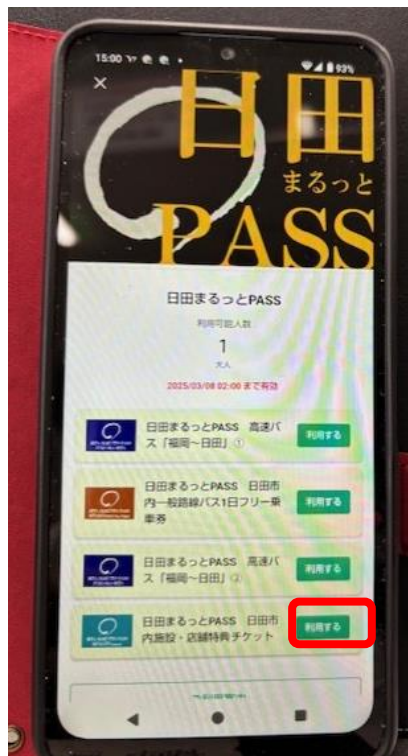 15:00
93%
日田
まるっと
PASS
日田まるっとPASS
利用可能人数
1
大人
2025/03/08 02:00 まで有効
日田まるっとPASS 高速バ
ス「福岡～日田」①
利用する
日田まるっとPASS 日田市
内一般路線バス1日フリー乗
車券
利用する
日田まるっとPASS 高速バ
ス「福岡～日田」②
利用する
日田まるっとPASS 日田市
内施設・店舗特典チケット
利用する